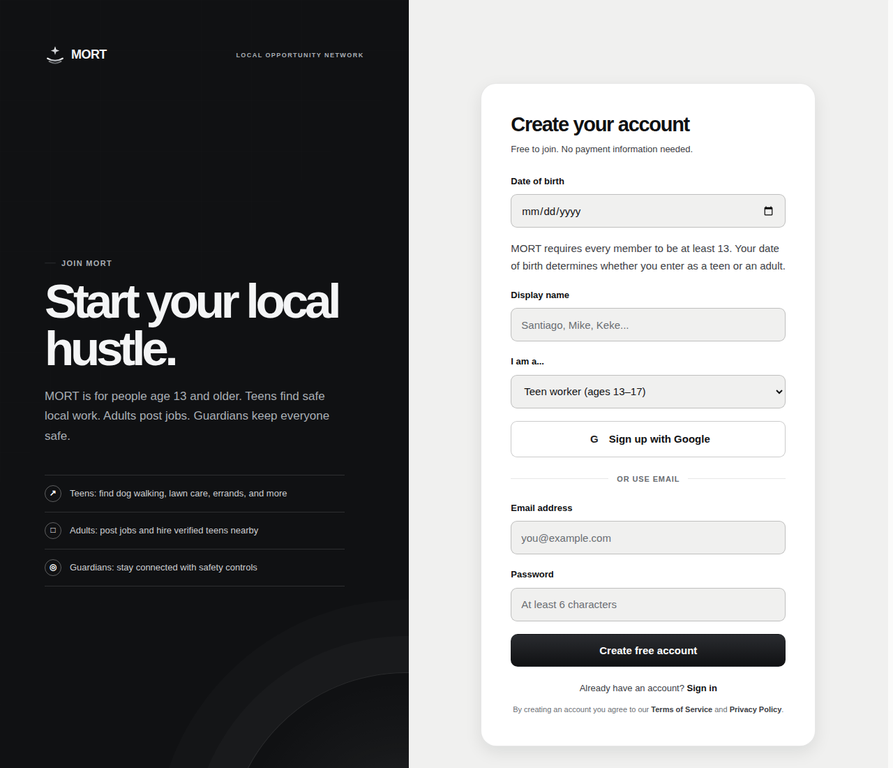 MORT
LOCAL OPPORTUNITY NETWORK
JOIN MORT
Start your local
hustle.
MORT is for people age 13 and older. Teens find safe
local work. Adults post jobs. Guardians keep everyone
safe.
↗ Teens: find dog walking, lawn care, errands, and more
□ Adults: post jobs and hire verified teens nearby
◎ Guardians: stay connected with safety controls
Create your account
Free to join. No payment information needed.
Date of birth
mm/dd/yyyy
MORT requires every member to be at least 13. Your date
of birth determines whether you enter as a teen or an adult.
Display name
Santiago, Mike, Keke...
I am a...
Teen worker (ages 13–17)
G Sign up with Google
OR USE EMAIL
Email address
you@example.com
Password
At least 6 characters
Create free account
Already have an account? Sign in
By creating an account you agree to our Terms of Service and Privacy Policy.